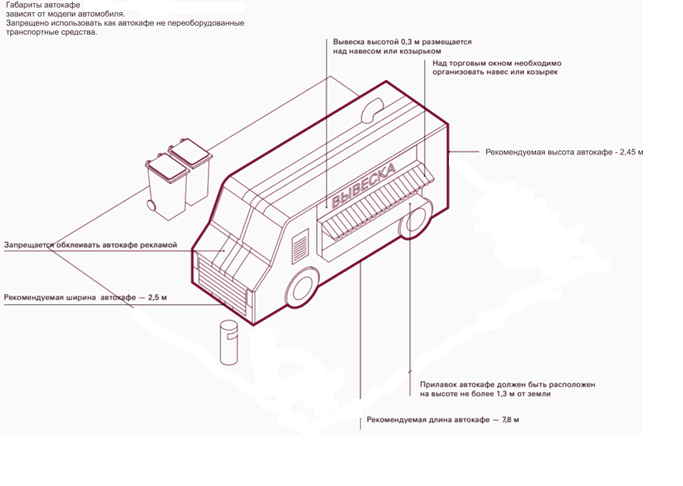 Габариты автокафе
зависят от модели автомобиля.
Запрещено использовать как автокафе не переоборудованные
транспортные средства.
Вывеска высотой 0,3 м размещается
над навесом или козырьком
Над торговым окном необходимо
организовать навес или козырек
Рекомендуемая высота автокафе - 2,45 м
ВЫВЕСКА
Запрещается обклеивать автокафе рекламой
Рекомендуемая ширина автокафе — 2,5 м
Прилавок автокафе должен быть расположен
на высоте не более 1,3 м от земли
Рекомендуемая длина автокафе — 7,8 м